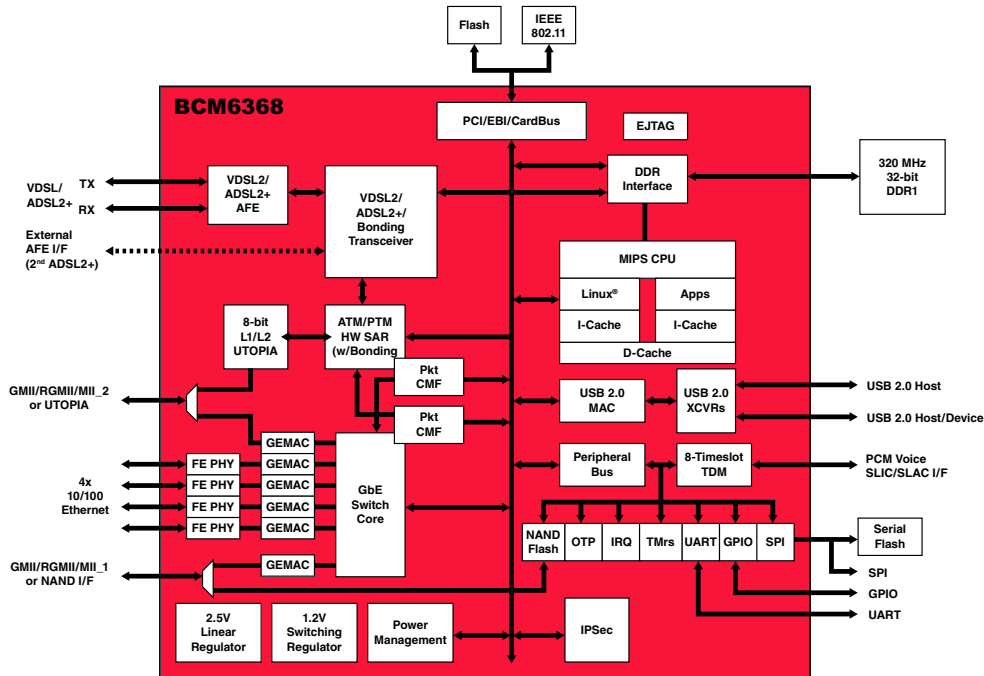 Flash
IEEE
802.11
BCM6368
PCI/EBI/CardBus
EJTAG
VDSL/
ADSL2+
TX
RX
VDSL2/
ADSL2+
AFE
VDSL2/
ADSL2+/
Bonding
Transceiver
DDR
Interface
320 MHz
32-bit
DDR1
External
AFE I/F
(2nd ADSL2+)
MIPS CPU
Linux®
Apps
I-Cache
I-Cache
D-Cache
8-bit
L1/L2
UTOPIA
ATM/PTM
HW SAR
(w/Bonding
Pkt
CMF
Pkt
CMF
GMII/RGMII/MII_2
or UTOPIA
USB 2.0
MAC
USB 2.0
XCVRs
USB 2.0 Host
USB 2.0 Host/Device
GEMAC
FE PHY
GEMAC
FE PHY
GEMAC
FE PHY
GEMAC
FE PHY
GEMAC
4x
10/100
Ethernet
GbE
Switch
Core
Peripheral
Bus
8-Timeslot
TDM
PCM Voice
SLIC/SLAC I/F
NAND
Flash
OTP
IRQ
TMrs
UART
GPIO
SPI
Serial
Flash
SPI
GPIO
UART
GMII/RGMII/MII_1
or NAND I/F
GEMAC
2.5V
Linear
Regulator
1.2V
Switching
Regulator
Power
Management
IPSec